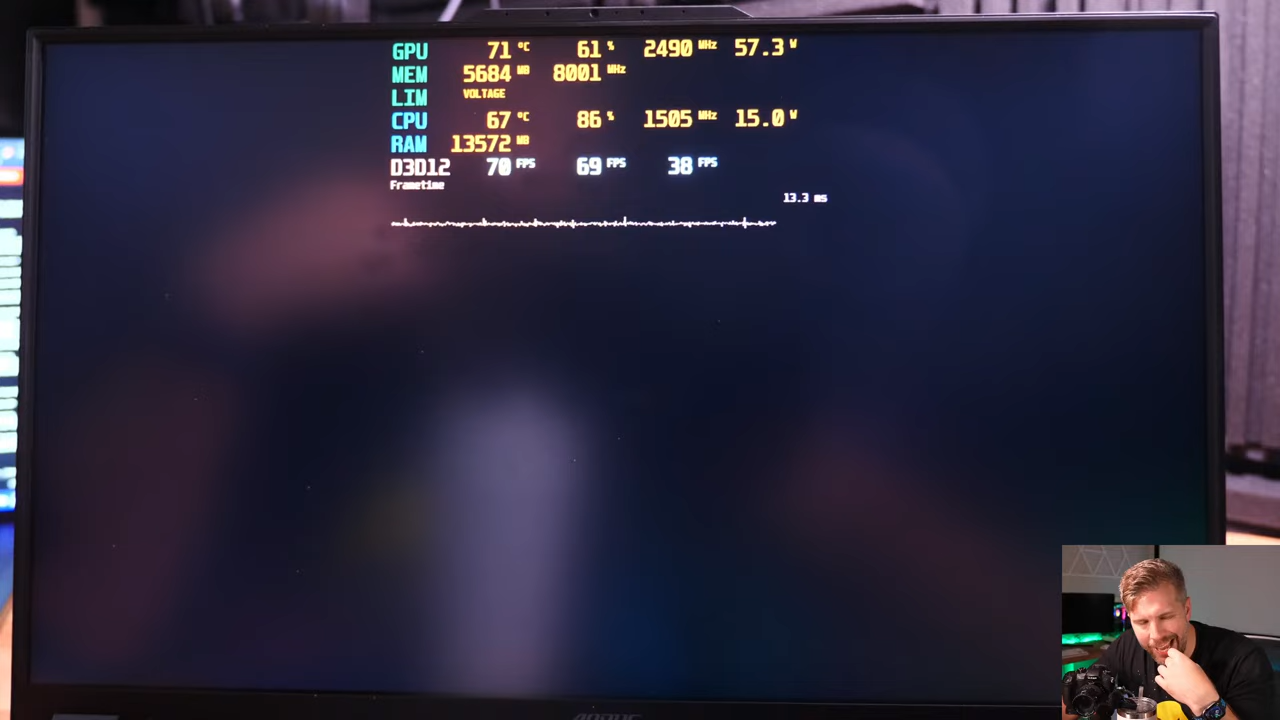 GPU 71 °C 61 % 2490 MHz 57.3 W
MEM 5684 MB 8001 MHz
LIM VOLTAGE
CPU 67 °C 86 % 1505 MHz 15.0 W
RAM 13572 MB
D3D12 70 FPS 69 FPS 38 FPS
Frametime
13.3 ms